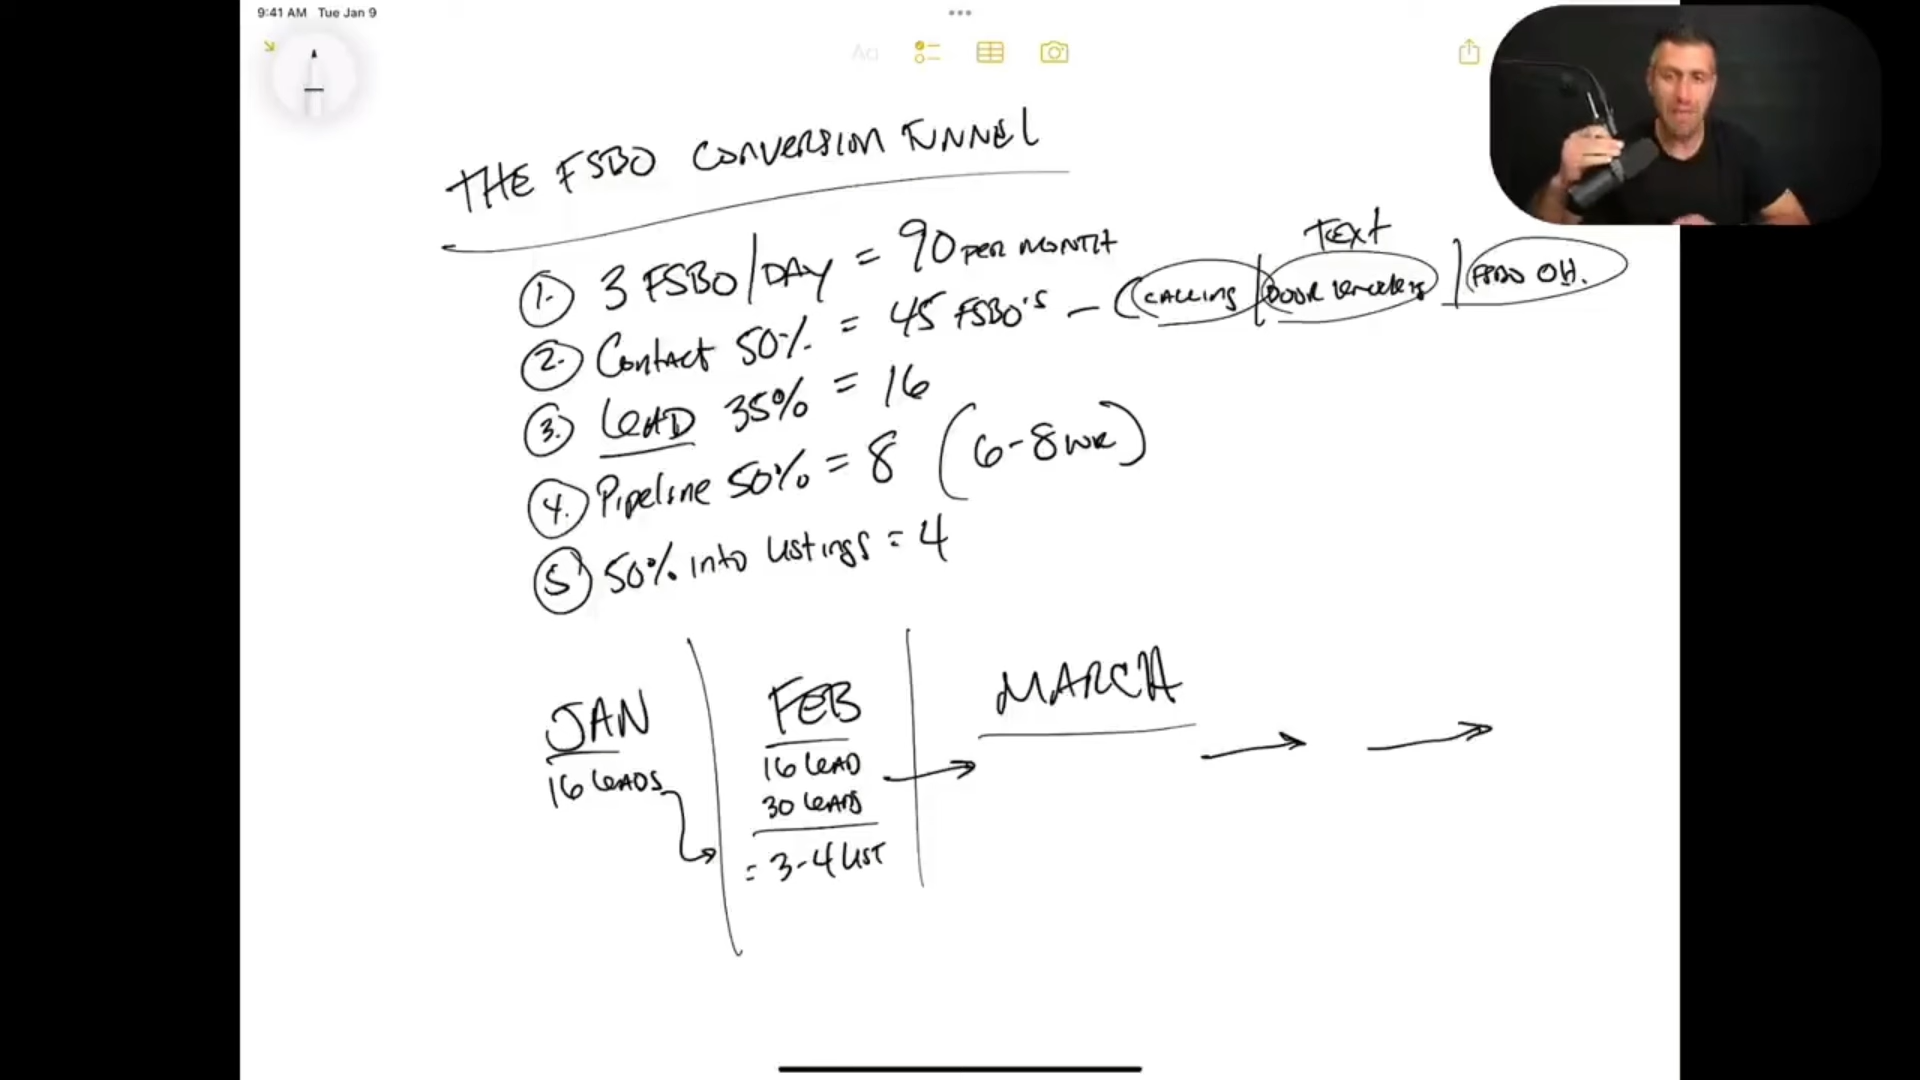 9:41 AM Tue Jan 9
Aa
THE FSBO CONVERSION FUNNEL
1. 3 FSBO/DAY = 90 PER MONTH
TEXT
2. Contact 50% = 45 FSBO'S - (CALLING | DOOR | FSBO O.H.
3. LEAD 35% = 16
4. Pipeline 50% = 8 (6-8 WK)
5. 50% into Listings = 4
JAN
16 LEADS
FEB
16 LEAD
30 LEADS
= 3-4 LIST
MARCH